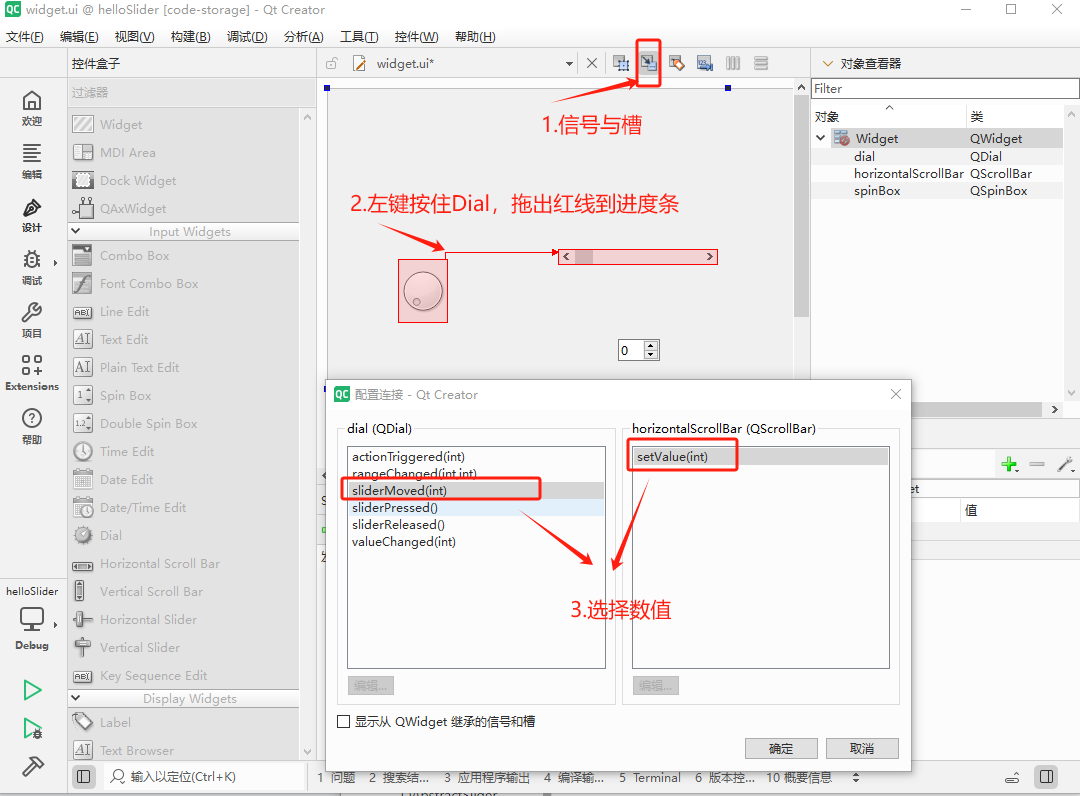 widget.ui @ helloSlider [code-storage] - Qt Creator
文件(F) 编辑(E) 视图(V) 构建(B) 调试(D) 分析(A) 工具(T) 控件(W) 帮助(H)
控件盒子
widget.ui*
对象查看器
过滤器
Filter
欢迎
编辑
设计
调试
项目
Extensions
帮助
helloSlider
Debug
Widget
MDI Area
Dock Widget
QAxWidget
Input Widgets
Combo Box
Font Combo Box
Line Edit
Text Edit
Plain Text Edit
Spin Box
Double Spin Box
Time Edit
Date Edit
Date/Time Edit
Dial
Horizontal Scroll Bar
Vertical Scroll Bar
Horizontal Slider
Vertical Slider
Key Sequence Edit
Display Widgets
Label
Text Browser
1.信号与槽
2.左键按住Dial，拖出红线到进度条
0
对象 类
Widget QWidget
dial QDial
horizontalScrollBar QScrollBar
spinBox QSpinBox
值
配置连接 - Qt Creator
dial (QDial)
actionTriggered(int)
rangeChanged(int,int)
sliderMoved(int)
sliderPressed()
sliderReleased()
valueChanged(int)
编辑...
horizontalScrollBar (QScrollBar)
setValue(int)
编辑...
3.选择数值
显示从 QWidget 继承的信号和槽
确定 取消
输入以定位(Ctrl+K) 1 问题 2 搜索结... 3 应用程序输出 4 编译输... 5 Terminal 6 版本控... 10 概要信息